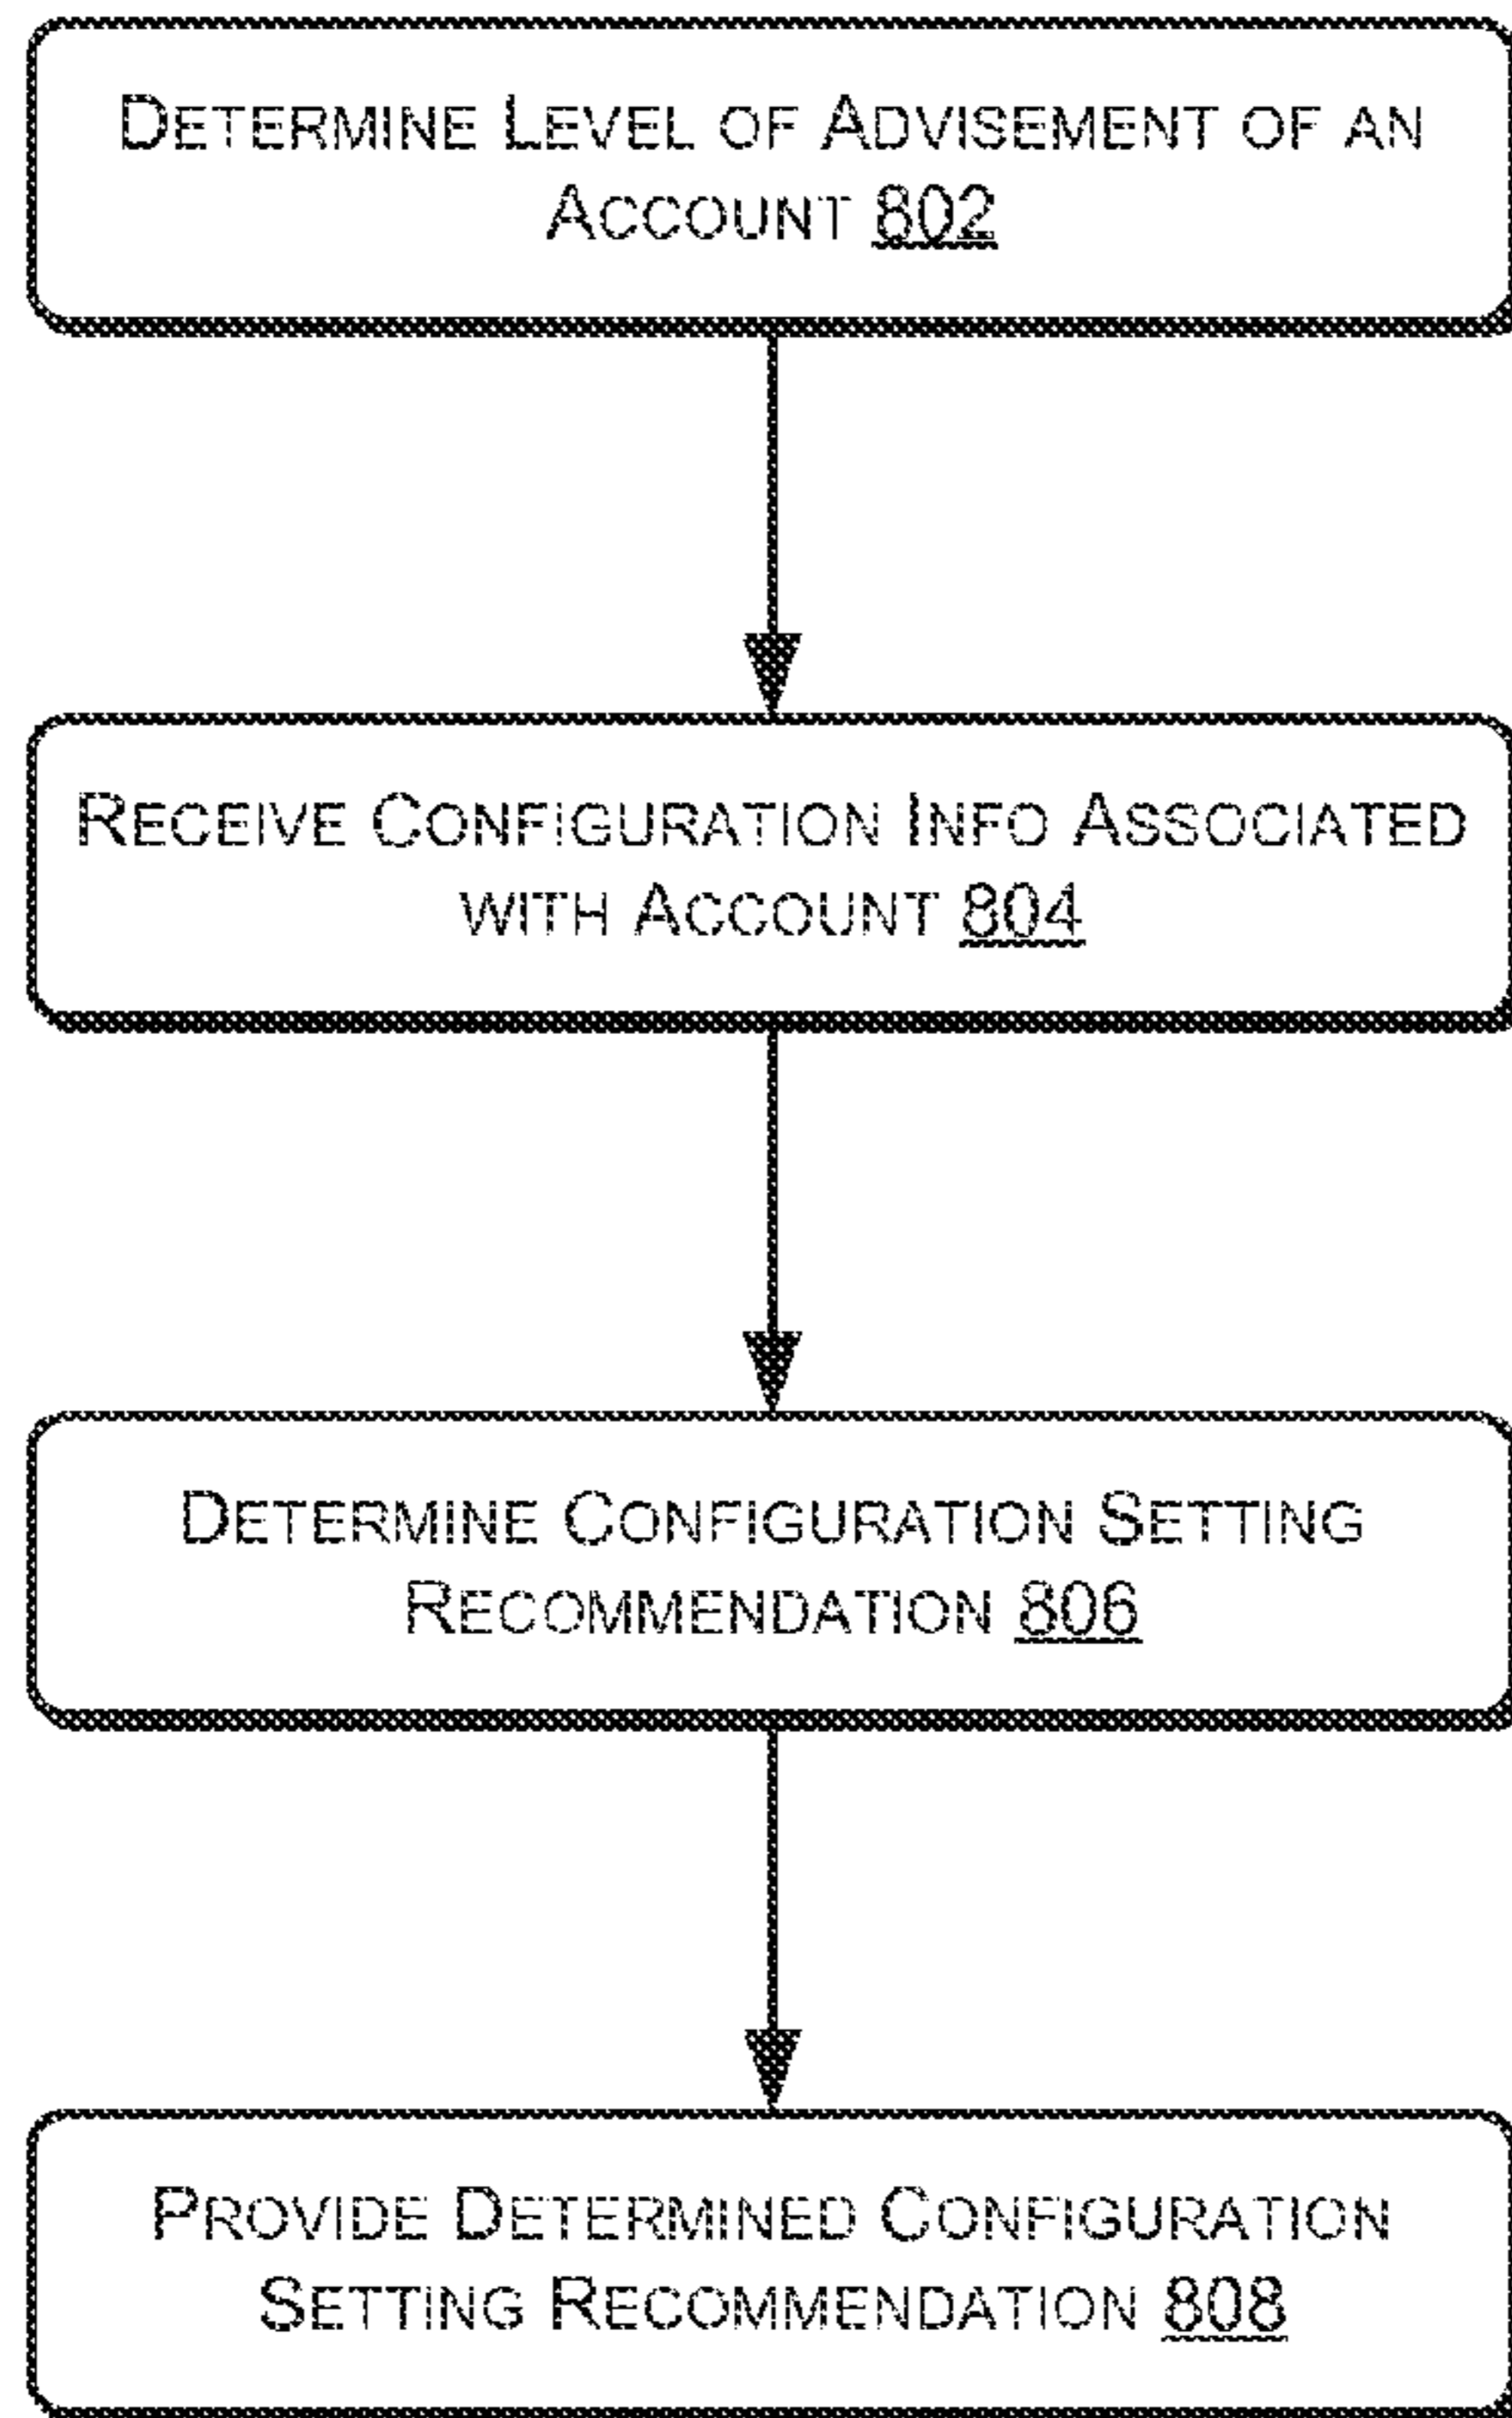 DETERMINE LEVEL OF ADVISEMENT OF AN
ACCOUNT 802
RECEIVE CONFIGURATION INFO ASSOCIATED
WITH ACCOUNT 804
DETERMINE CONFIGURATION SETTING
RECOMMENDATION 806
PROVIDE DETERMINED CONFIGURATION
SETTING RECOMMENDATION 808